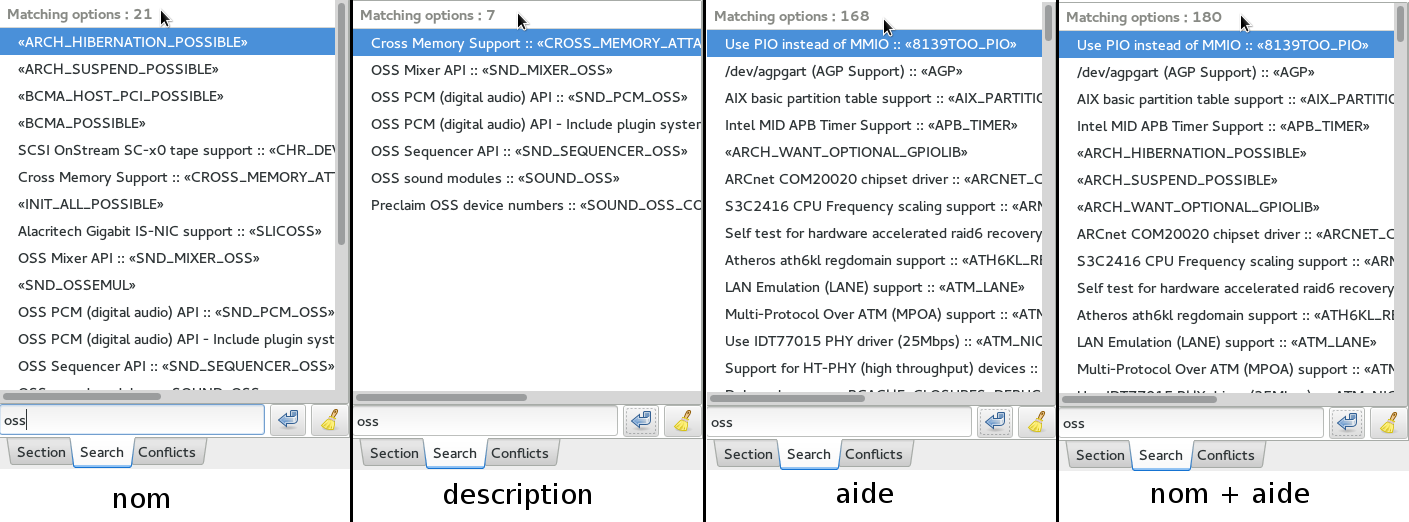 Matching options : 21
«ARCH_HIBERNATION_POSSIBLE»
«ARCH_SUSPEND_POSSIBLE»
«BCMA_HOST_PCI_POSSIBLE»
«BCMA_POSSIBLE»
SCSI OnStream SC-x0 tape support :: «CHR_DEV
Cross Memory Support :: «CROSS_MEMORY_ATT
«INIT_ALL_POSSIBLE»
Alacritech Gigabit IS-NIC support :: «SLICOSS»
OSS Mixer API :: «SND_MIXER_OSS»
«SND_OSSEMUL»
OSS PCM (digital audio) API :: «SND_PCM_OSS»
OSS PCM (digital audio) API - Include plugin syst
OSS Sequencer API :: «SND_SEQUENCER_OSS»
oss
Section Search Conflicts
nom
Matching options : 7
Cross Memory Support :: «CROSS_MEMORY_ATTA
OSS Mixer API :: «SND_MIXER_OSS»
OSS PCM (digital audio) API :: «SND_PCM_OSS»
OSS PCM (digital audio) API - Include plugin syster
OSS Sequencer API :: «SND_SEQUENCER_OSS»
OSS sound modules :: «SOUND_OSS»
Preclaim OSS device numbers :: «SOUND_OSS_CO
oss
Section Search Conflicts
description
Matching options : 168
Use PIO instead of MMIO :: «8139TOO_PIO»
/dev/agpgart (AGP Support) :: «AGP»
AIX basic partition table support :: «AIX_PARTITIO
Intel MID APB Timer Support :: «APB_TIMER»
«ARCH_WANT_OPTIONAL_GPIOLIB»
ARCnet COM20020 chipset driver :: «ARCNET_C
S3C2416 CPU Frequency scaling support :: «ARM
Self test for hardware accelerated raid6 recovery
Atheros ath6kl regdomain support :: «ATH6KL_RE
LAN Emulation (LANE) support :: «ATM_LANE»
Multi-Protocol Over ATM (MPOA) support :: «ATM
Use IDT77015 PHY driver (25Mbps) :: «ATM_NIC
Support for HT-PHY (high throughput) devices ::
oss
Section Search Conflicts
aide
Matching options : 180
Use PIO instead of MMIO :: «8139TOO_PIO»
/dev/agpgart (AGP Support) :: «AGP»
AIX basic partition table support :: «AIX_PARTITIC
Intel MID APB Timer Support :: «APB_TIMER»
«ARCH_HIBERNATION_POSSIBLE»
«ARCH_SUSPEND_POSSIBLE»
«ARCH_WANT_OPTIONAL_GPIOLIB»
ARCnet COM20020 chipset driver :: «ARCNET_C
S3C2416 CPU Frequency scaling support :: «ARM
Self test for hardware accelerated raid6 recovery
Atheros ath6kl regdomain support :: «ATH6KL_RE
LAN Emulation (LANE) support :: «ATM_LANE»
Multi-Protocol Over ATM (MPOA) support :: «ATM
oss
Section Search Conflicts
nom + aide